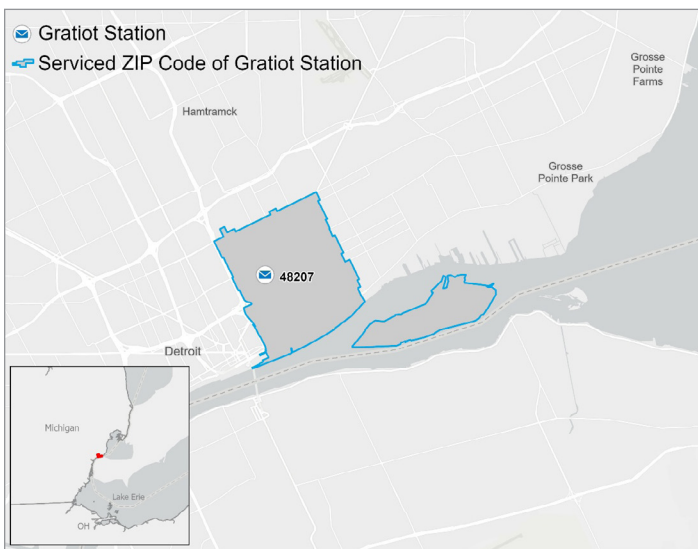 Gratiot Station
Serviced ZIP Code of Gratiot Station
Grosse
Pointe
Farms
Hamtramck
Grosse
Pointe Park
48207
Detroit
Michigan
Lake Erie
OH